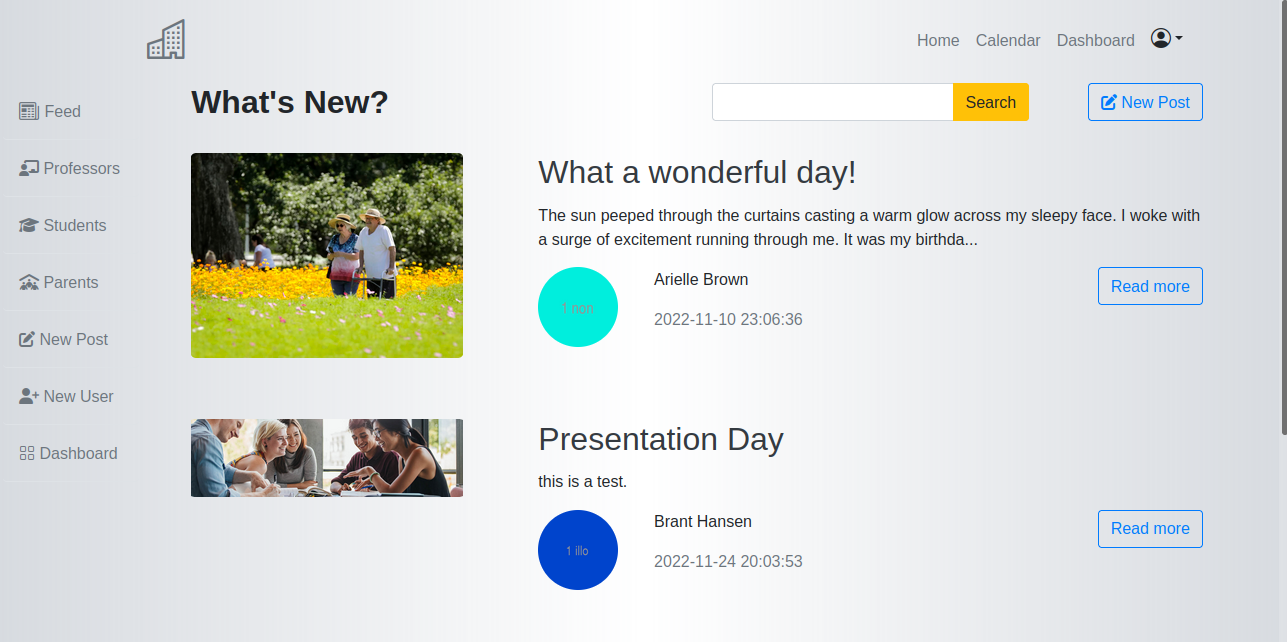 Home Calendar Dashboard
Feed
Professors
Students
Parents
New Post
New User
Dashboard
What's New?
Search
New Post
What a wonderful day!
The sun peeped through the curtains casting a warm glow across my sleepy face. I woke with
a surge of excitement running through me. It was my birthda...
1 non
Arielle Brown
2022-11-10 23:06:36
Read more
Presentation Day
this is a test.
1 illo
Brant Hansen
2022-11-24 20:03:53
Read more